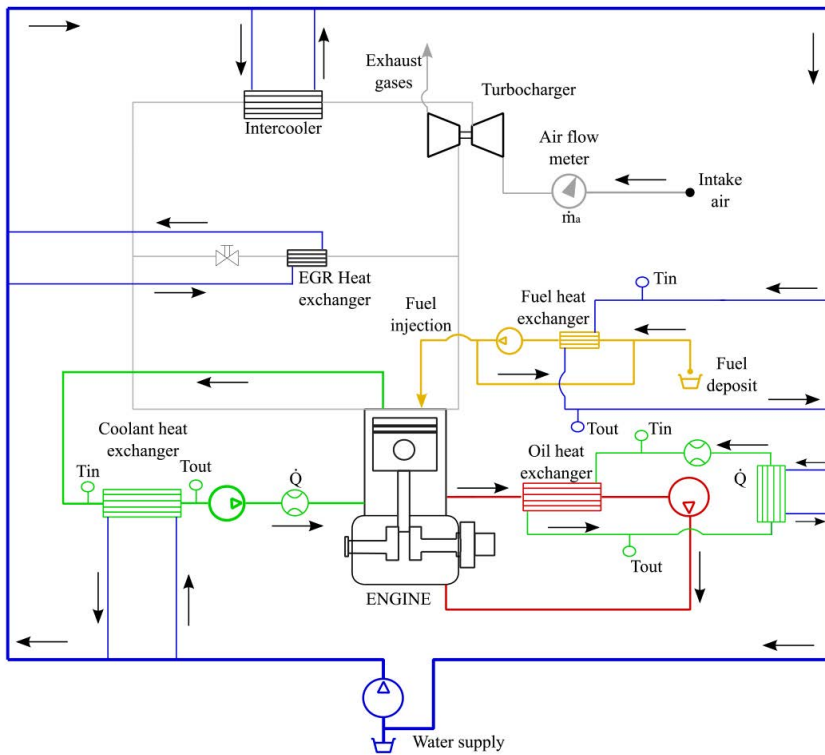 Exhaust
gases
Turbocharger
Intercooler
Air flow
meter
Intake
air
ṁa
EGR Heat
exchanger
Fuel
injection
Fuel heat
exchanger
Tin
Fuel
deposit
Tout
Tin
Coolant heat
exchanger
Tin
Tout
Q̇
Oil heat
exchanger
Q̇
Tout
ENGINE
Water supply